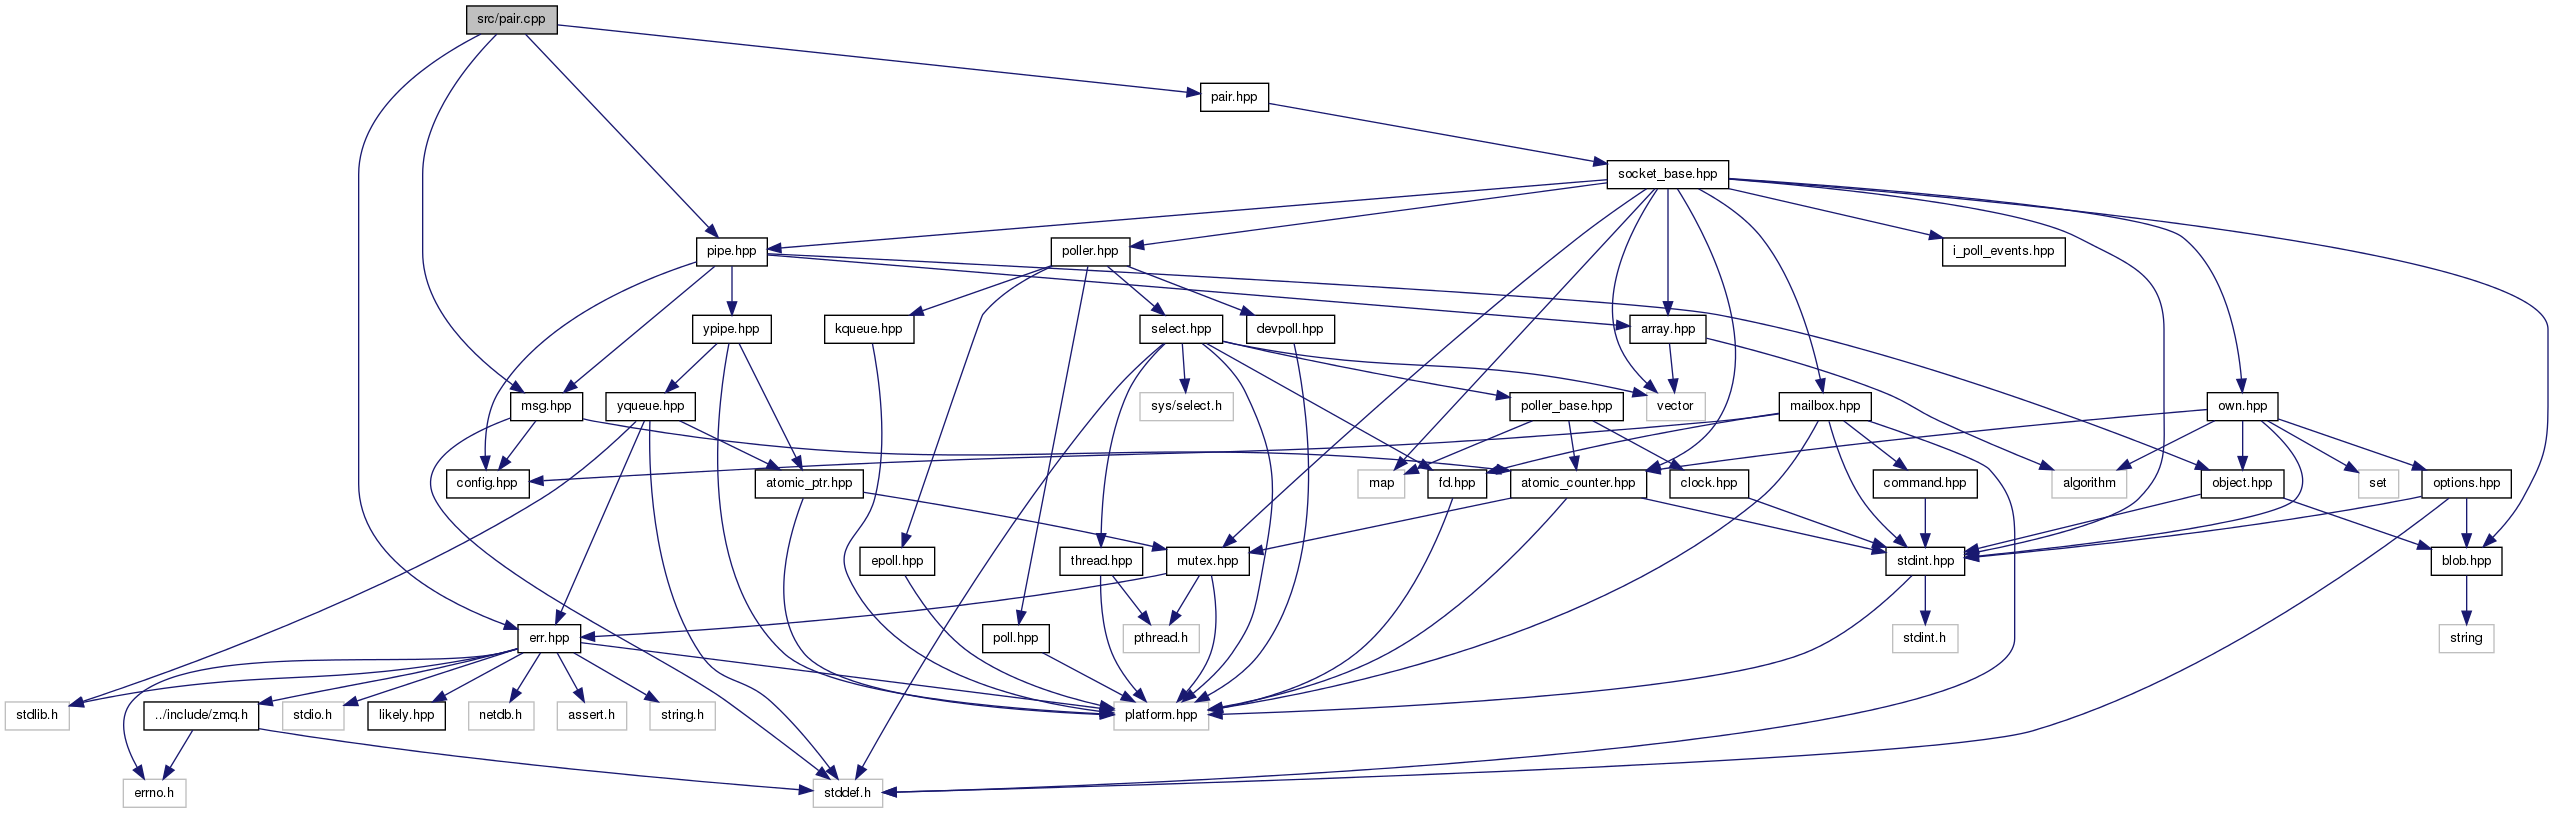 src/pair.cpp
pair.hpp
socket_base.hpp
pipe.hpp
poller.hpp
i_poll_events.hpp
ypipe.hpp
kqueue.hpp
select.hpp
devpoll.hpp
array.hpp
msg.hpp
yqueue.hpp
sys/select.h
poller_base.hpp
vector
mailbox.hpp
own.hpp
config.hpp
atomic_ptr.hpp
map
fd.hpp
atomic_counter.hpp
clock.hpp
command.hpp
algorithm
object.hpp
set
options.hpp
epoll.hpp
thread.hpp
mutex.hpp
stdint.hpp
blob.hpp
err.hpp
poll.hpp
pthread.h
stdint.h
string
stdlib.h
../include/zmq.h
stdio.h
likely.hpp
netdb.h
assert.h
string.h
platform.hpp
errno.h
stddef.h